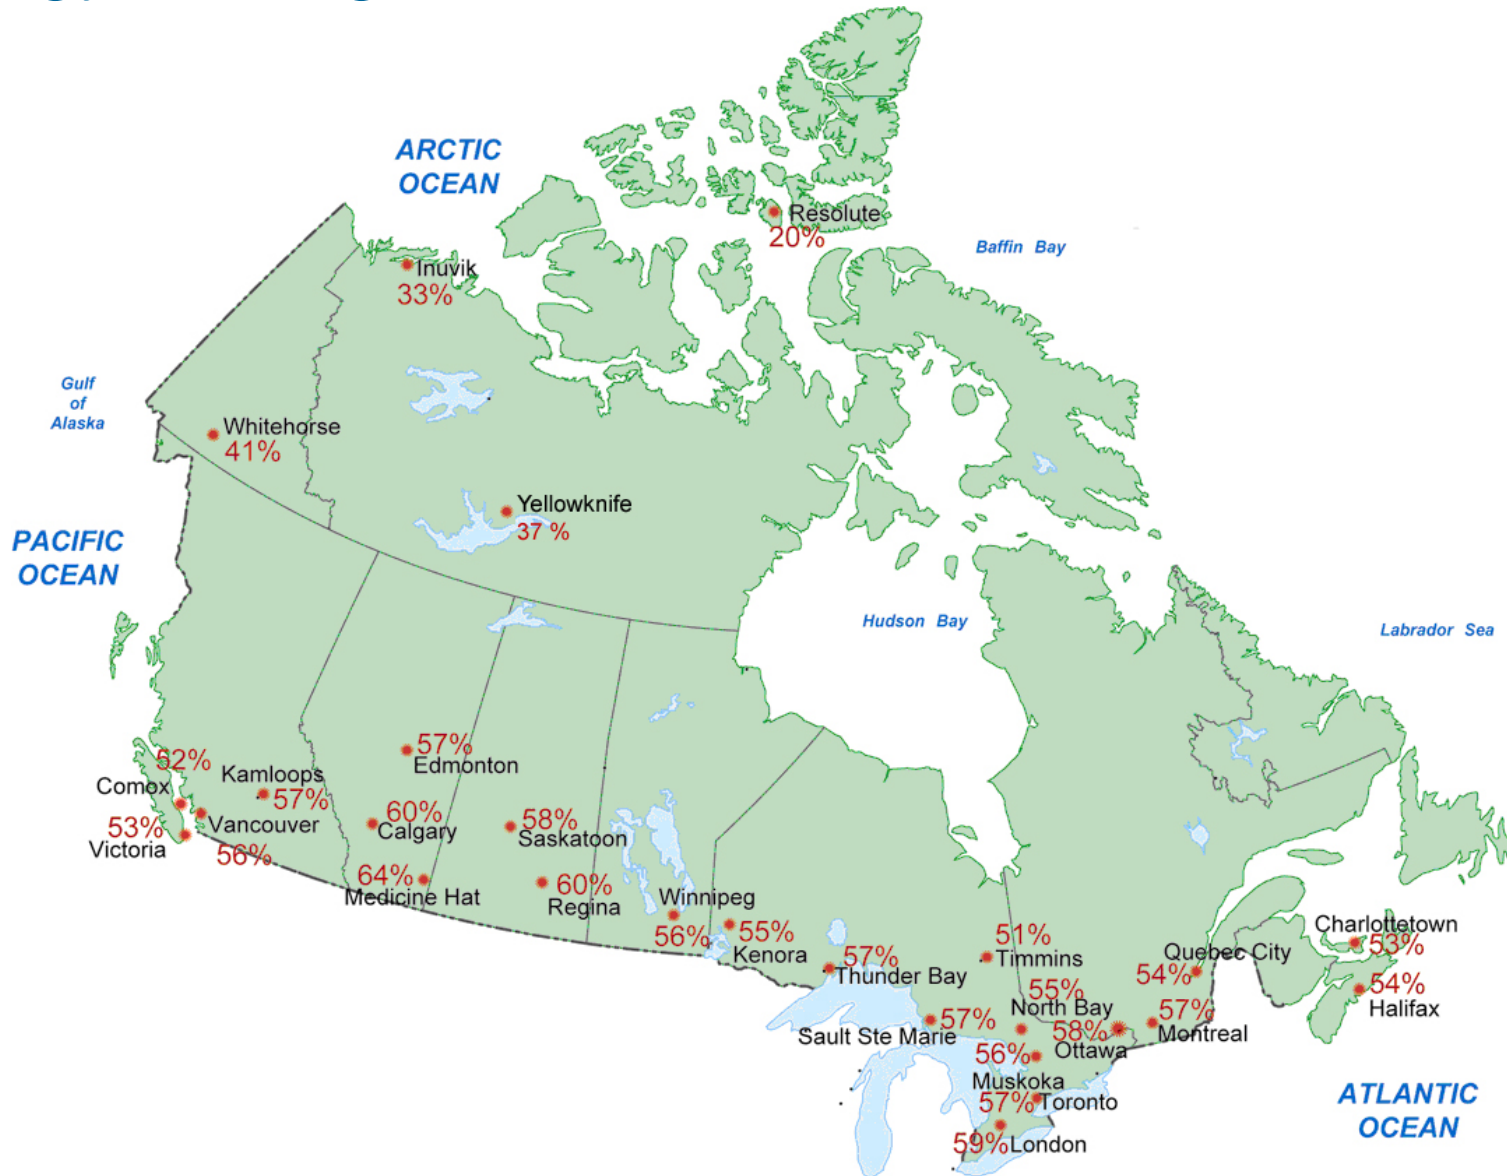 ARCTIC
OCEAN
Resolute
20%
Baffin Bay
Inuvik
33%
Gulf
of
Alaska
Whitehorse
41%
Yellowknife
37 %
PACIFIC
OCEAN
Hudson Bay
Labrador Sea
52%
Comox
Kamloops
57%
57%
Edmonton
53%
Victoria
Vancouver
56%
60%
Calgary
58%
Saskatoon
64%
Medicine Hat
60%
Regina
Winnipeg
56%
55%
Kenora
57%
Thunder Bay
51%
Timmins
Quebec City
54%
Charlottetown
53%
54%
Halifax
57%
Sault Ste Marie
55%
North Bay
58%
Ottawa
57%
Montreal
56%
Muskoka
57%
Toronto
59%
London
ATLANTIC
OCEAN